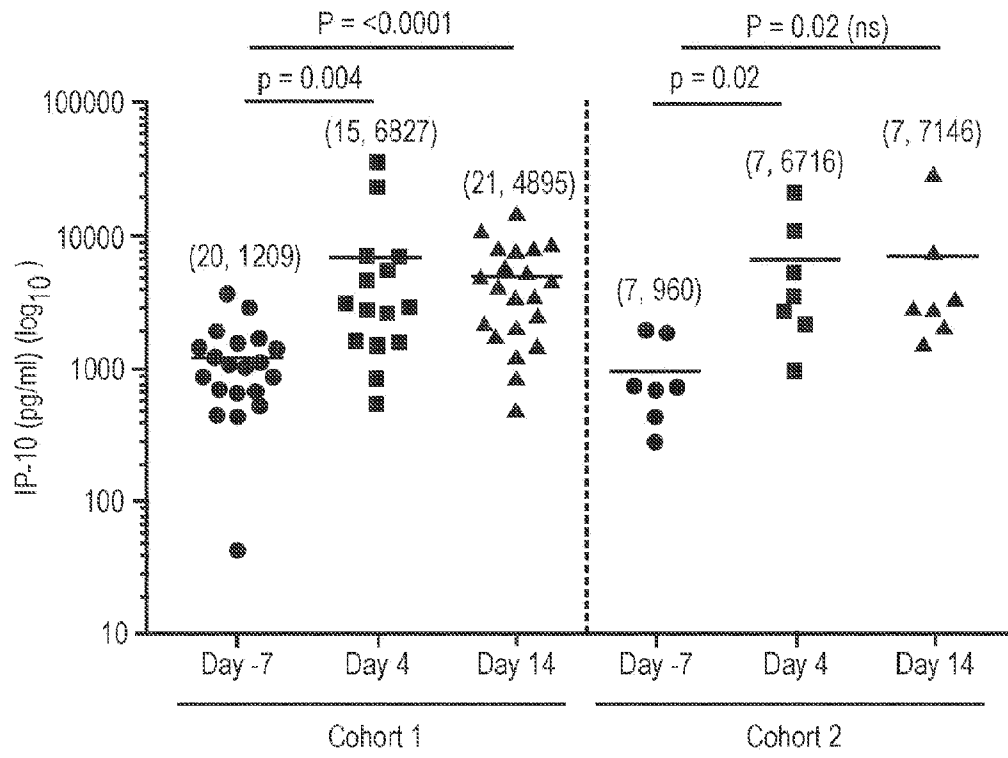 P = <0.0001
P = 0.02 (ns)
p = 0.004
p = 0.02
IP-10 (pg/ml) (log10)
100000
10000
1000
100
10
(20, 1209)
(15, 6827)
(21, 4895)
(7, 960)
(7, 6716)
(7, 7146)
Day -7
Day 4
Day 14
Day -7
Day 4
Day 14
Cohort 1
Cohort 2